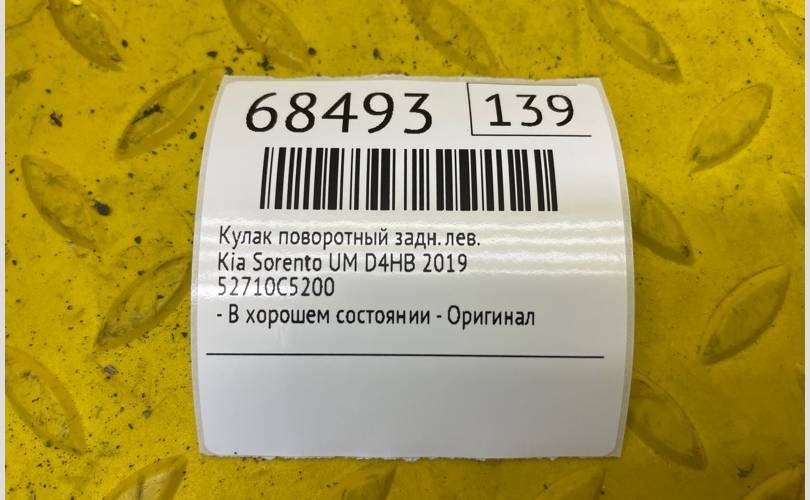 68493 139
Кулак поворотный задн.лев.
Kia Sorento UM D4HB 2019
52710C5200
- В хорошем состоянии - Оригинал